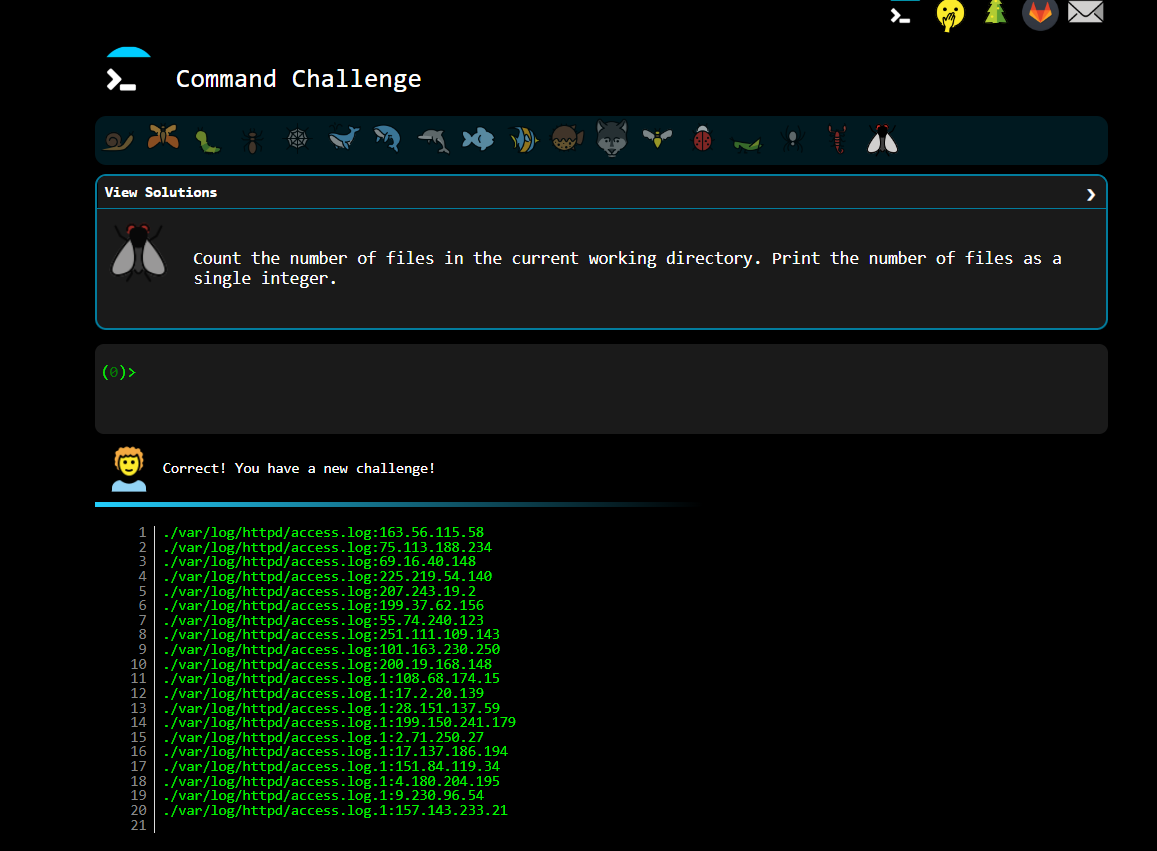 Command Challenge
View Solutions
Count the number of files in the current working directory. Print the number of files as a
single integer.
(0)>
Correct! You have a new challenge!
1 ./var/log/httpd/access.log:163.56.115.58
2 ./var/log/httpd/access.log:75.113.188.234
3 ./var/log/httpd/access.log:69.16.40.148
4 ./var/log/httpd/access.log:225.219.54.140
5 ./var/log/httpd/access.log:207.243.19.2
6 ./var/log/httpd/access.log:199.37.62.156
7 ./var/log/httpd/access.log:55.74.240.123
8 ./var/log/httpd/access.log:251.111.109.143
9 ./var/log/httpd/access.log:101.163.230.250
10 ./var/log/httpd/access.log:200.19.168.148
11 ./var/log/httpd/access.log.1:108.68.174.15
12 ./var/log/httpd/access.log.1:17.2.20.139
13 ./var/log/httpd/access.log.1:28.151.137.59
14 ./var/log/httpd/access.log.1:199.150.241.179
15 ./var/log/httpd/access.log.1:2.71.250.27
16 ./var/log/httpd/access.log.1:17.137.186.194
17 ./var/log/httpd/access.log.1:151.84.119.34
18 ./var/log/httpd/access.log.1:4.180.204.195
19 ./var/log/httpd/access.log.1:9.230.96.54
20 ./var/log/httpd/access.log.1:157.143.233.21
21